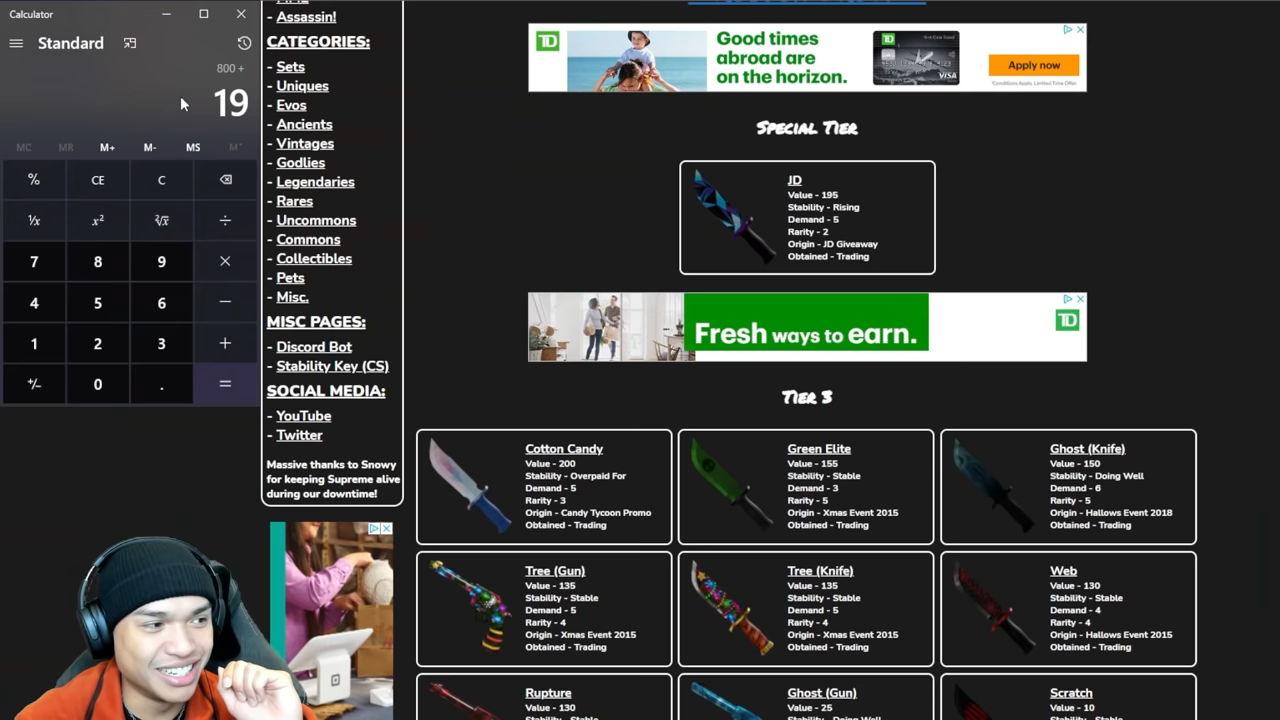 Calculator
Standard
800 +
19
MC MR M+ M- MS
% CE C
¹/x x² ²√x ÷
7 8 9 ×
4 5 6 −
1 2 3 +
+/- 0 . =
- Assassin!
CATEGORIES:
- Sets
- Uniques
- Evos
- Ancients
- Vintages
- Godlies
- Legendaries
- Rares
- Uncommons
- Commons
- Collectibles
- Pets
- Misc.
MISC PAGES:
- Discord Bot
- Stability Key (CS)
SOCIAL MEDIA:
- YouTube
- Twitter
Massive thanks to Snowy
for keeping Supreme alive
during our downtime!
TD
Good times
abroad are
on the horizon.
VISA
Apply now
Special Tier
JD
Value - 195
Stability - Rising
Demand - 5
Rarity - 2
Origin - JD Giveaway
Obtained - Trading
Fresh ways to earn.
TD
Tier 3
Cotton Candy
Value - 200
Stability - Overpaid For
Demand - 5
Rarity - 3
Origin - Candy Tycoon Promo
Obtained - Trading
Green Elite
Value - 155
Stability - Stable
Demand - 3
Rarity - 5
Origin - Xmas Event 2015
Obtained - Trading
Ghost (Knife)
Value - 150
Stability - Doing Well
Demand - 6
Rarity - 5
Origin - Hallows Event 2018
Obtained - Trading
Tree (Gun)
Value - 135
Stability - Stable
Demand - 5
Rarity - 4
Origin - Xmas Event 2015
Obtained - Trading
Tree (Knife)
Value - 135
Stability - Stable
Demand - 5
Rarity - 4
Origin - Xmas Event 2015
Obtained - Trading
Web
Value - 130
Stability - Stable
Demand - 4
Rarity - 4
Origin - Hallows Event 2015
Obtained - Trading
Rupture
Value - 130
Ghost (Gun)
Value - 25
Scratch
Value - 10